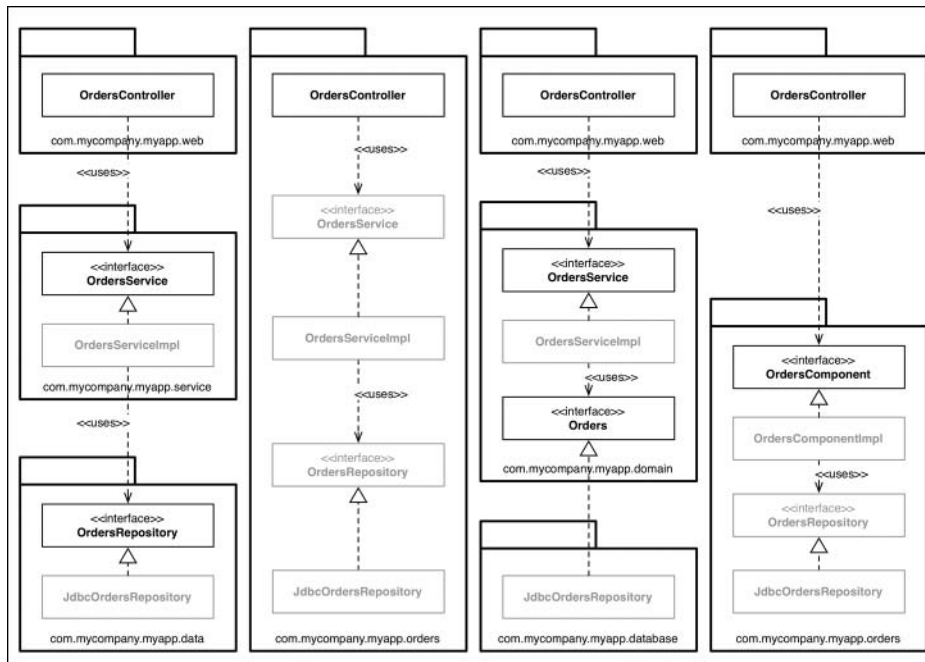 OrdersController
com.mycompany.myapp.web
<<uses>>
<<interface>>
OrdersService
OrdersServiceImpl
com.mycompany.myapp.service
<<uses>>
<<interface>>
OrdersRepository
JdbcOrdersRepository
com.mycompany.myapp.data
OrdersController
<<uses>>
<<interface>>
OrdersService
OrdersServiceImpl
<<uses>>
<<interface>>
OrdersRepository
JdbcOrdersRepository
com.mycompany.myapp.orders
OrdersController
com.mycompany.myapp.web
<<uses>>
<<interface>>
OrdersService
OrdersServiceImpl
<<uses>>
<<interface>>
Orders
com.mycompany.myapp.domain
JdbcOrdersRepository
com.mycompany.myapp.database
OrdersController
com.mycompany.myapp.web
<<uses>>
<<interface>>
OrdersComponent
OrdersComponentImpl
<<uses>>
<<interface>>
OrdersRepository
JdbcOrdersRepository
com.mycompany.myapp.orders